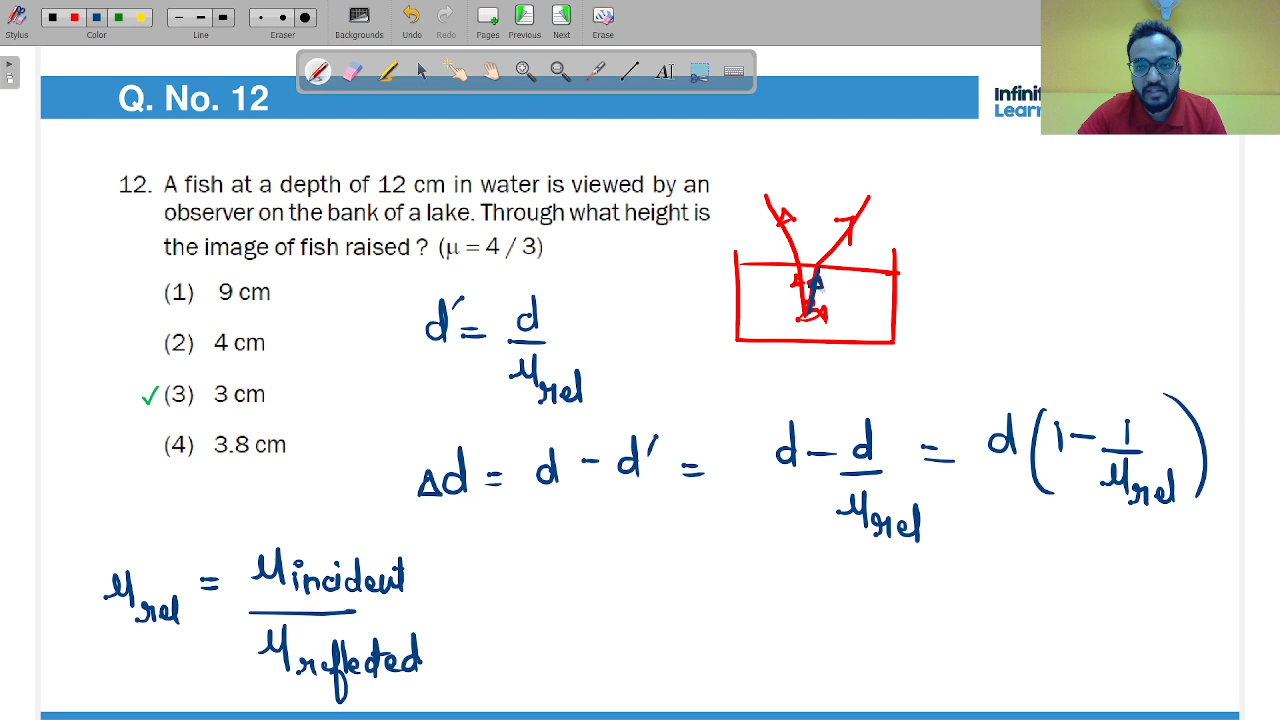 Stylus
Color
Line
Eraser
Backgrounds
Undo
Redo
Pages
Previous
Next
Erase
Q. No. 12
Infinit
Learn
12. A fish at a depth of 12 cm in water is viewed by an
observer on the bank of a lake. Through what height is
the image of fish raised ? (μ = 4 / 3)
(1) 9 cm
(2) 4 cm
✓(3) 3 cm
(4) 3.8 cm
d' = d / μrel
Δd = d - d' = d - d / μrel = d(1 - 1 / μrel)
μrel = μincident / μreflected